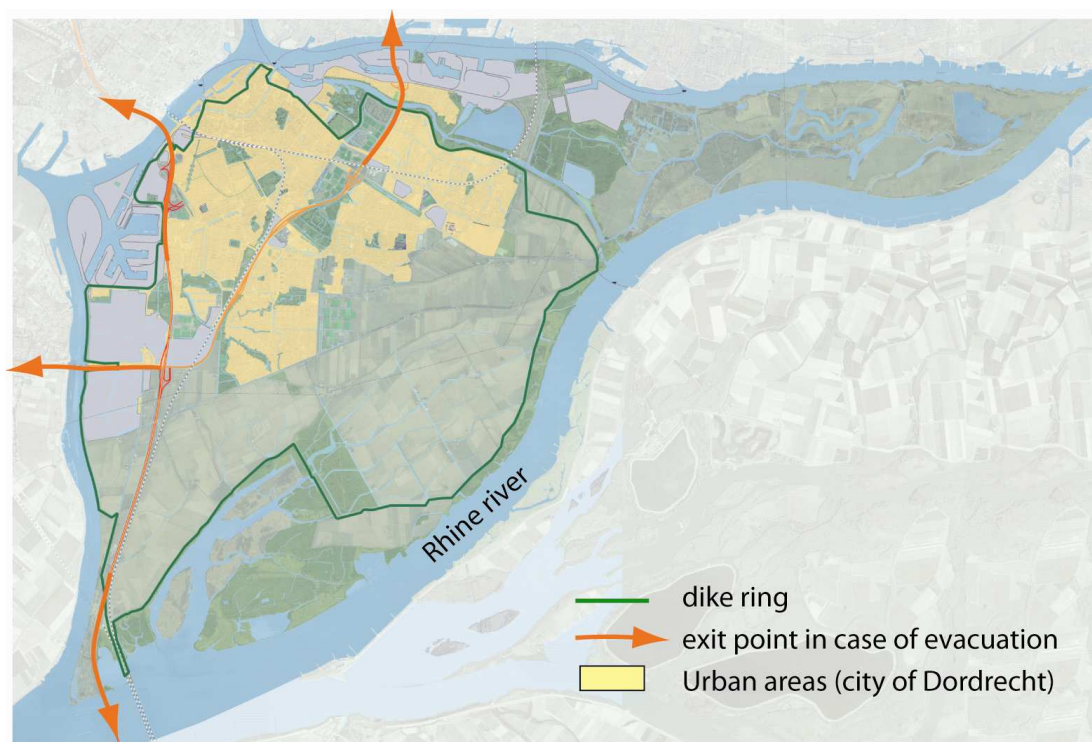 Rhine river
dike ring
exit point in case of evacuation
Urban areas (city of Dordrecht)